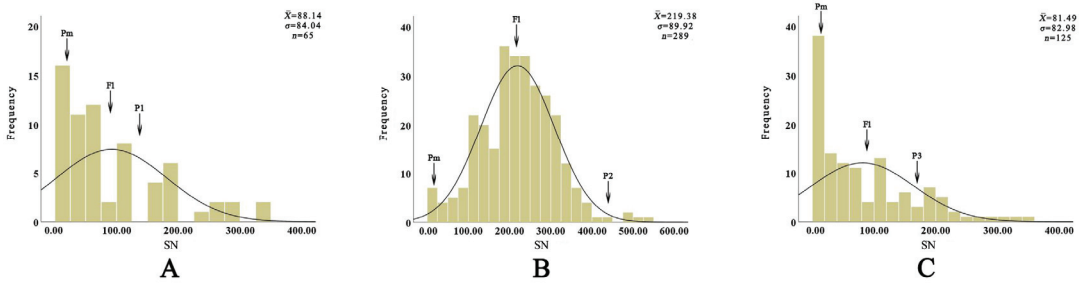 X̄=88.14
σ=84.04
n=65
20
15
10
5
0
Frequency
Pm
F1
P1
0.00 100.00 200.00 300.00 400.00
SN
A
X̄=219.38
σ=89.92
n=289
40
30
20
10
0
Frequency
Pm
F1
P2
0.00 100.00 200.00 300.00 400.00 500.00 600.00
SN
B
X̄=81.49
σ=82.98
n=125
40
30
20
10
0
Frequency
Pm
F1
P3
0.00 100.00 200.00 300.00 400.00
SN
C